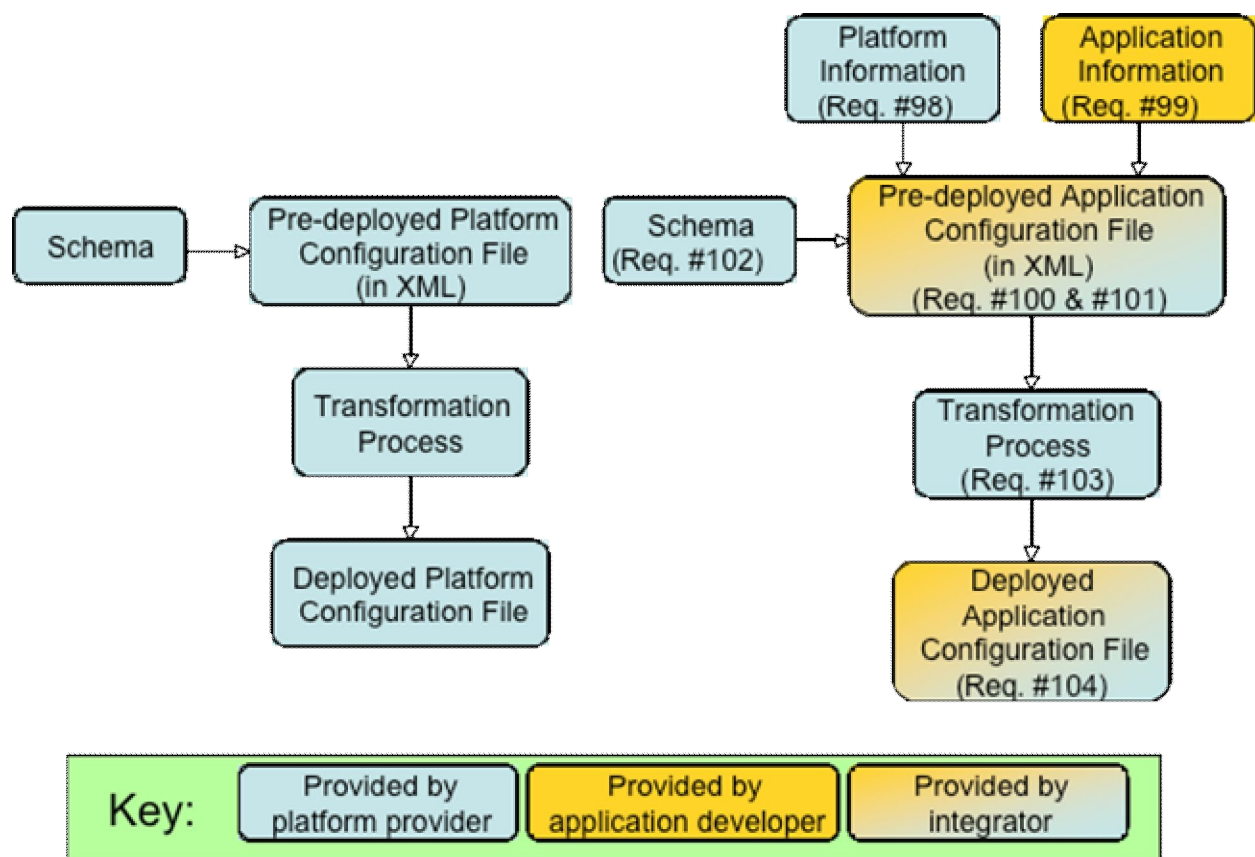 Platform
Information
(Req. #98)
Application
Information
(Req. #99)
Schema
Pre-deployed Platform
Configuration File
(in XML)
Schema
(Req. #102)
Pre-deployed Application
Configuration File
(in XML)
(Req. #100 & #101)
Transformation
Process
Transformation
Process
(Req. #103)
Deployed Platform
Configuration File
Deployed
Application
Configuration File
(Req. #104)
Key:
Provided by
platform provider
Provided by
application developer
Provided by
integrator